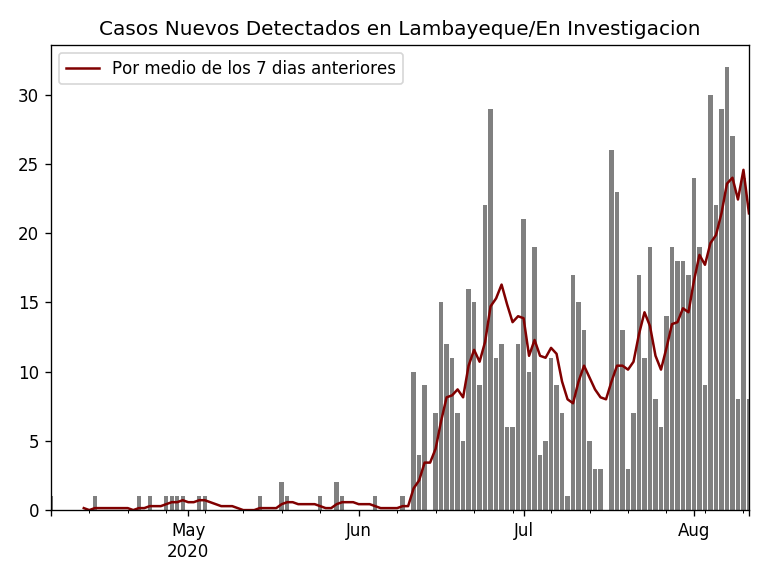 Casos Nuevos Detectados en Lambayeque/En Investigacion
Por medio de los 7 dias anteriores
30
25
20
15
10
5
0
May Jun Jul Aug
2020